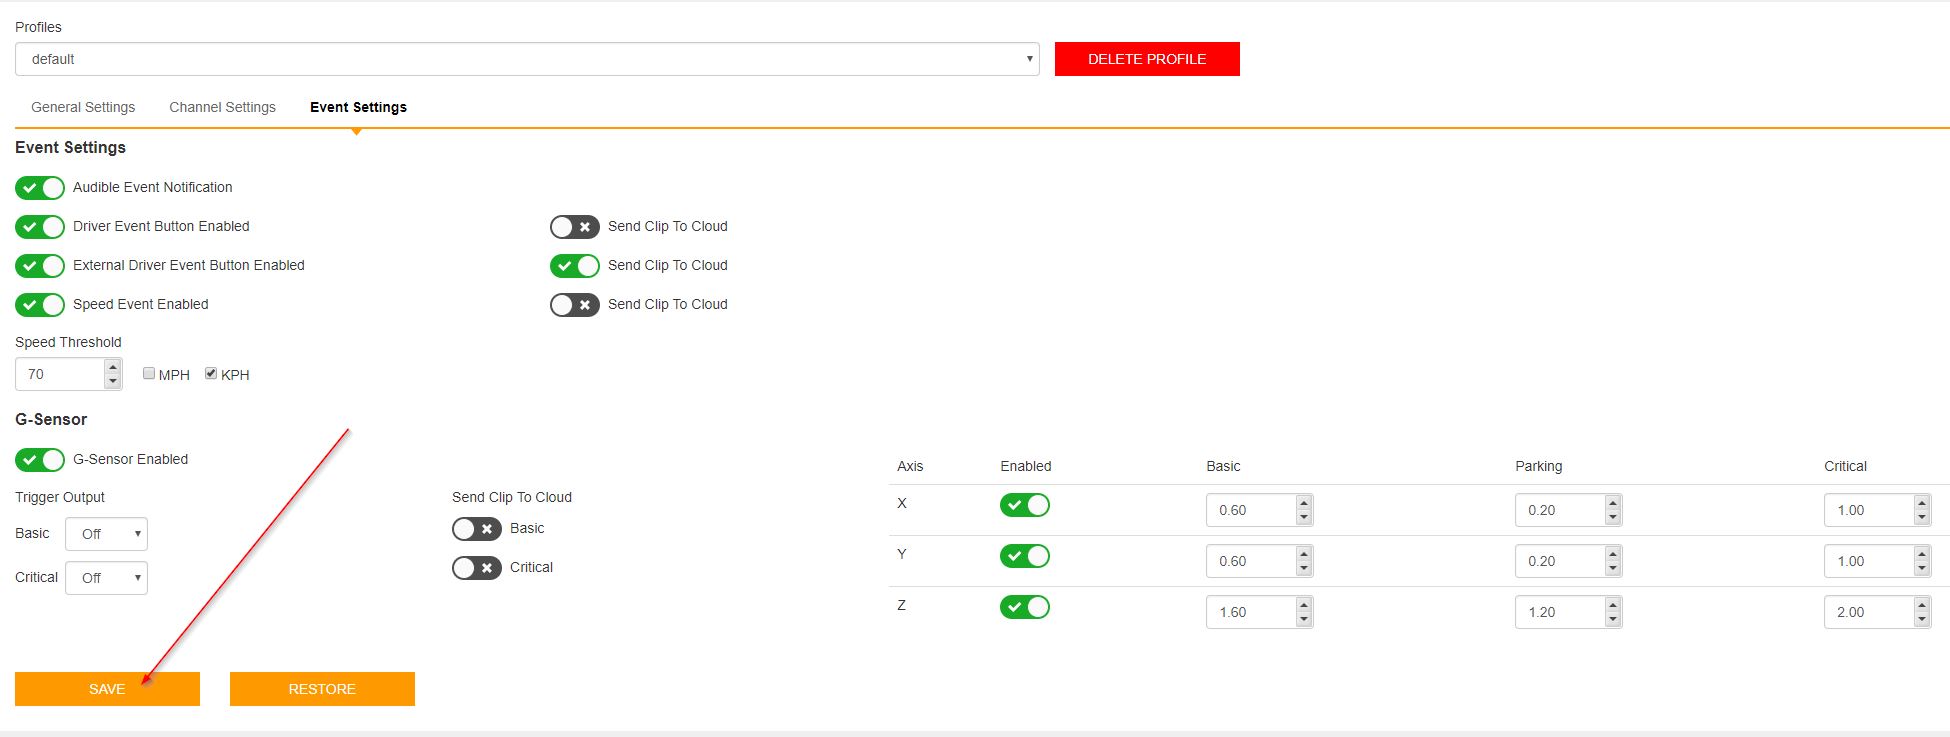 Profiles
default
DELETE PROFILE
General Settings Channel Settings Event Settings
Event Settings
Audible Event Notification
Driver Event Button Enabled Send Clip To Cloud
External Driver Event Button Enabled Send Clip To Cloud
Speed Event Enabled Send Clip To Cloud
Speed Threshold
70 MPH KPH
G-Sensor
G-Sensor Enabled
Trigger Output Send Clip To Cloud
Basic Off Basic
Critical Off Critical
Axis Enabled Basic Parking Critical
X 0.60 0.20 1.00
Y 0.60 0.20 1.00
Z 1.60 1.20 2.00
SAVE RESTORE